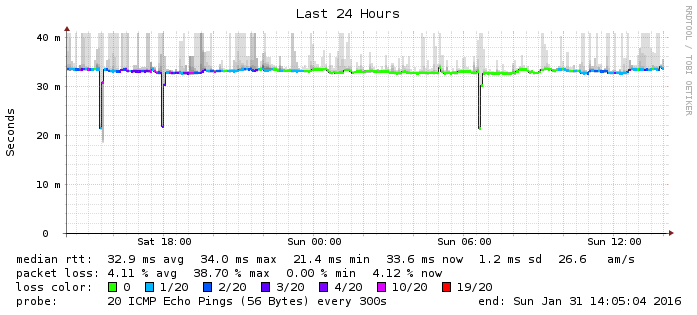 Last 24 Hours
RRDTOOL / TOBI OETIKER
Seconds
40 m
30 m
20 m
10 m
0
Sat 18:00 Sun 00:00 Sun 06:00 Sun 12:00
median rtt: 32.9 ms avg 34.0 ms max 21.4 ms min 33.6 ms now 1.2 ms sd 26.6 am/s
packet loss: 4.11 % avg 38.70 % max 0.00 % min 4.12 % now
loss color: 0 1/20 2/20 3/20 4/20 10/20 19/20
probe: 20 ICMP Echo Pings (56 Bytes) every 300s end: Sun Jan 31 14:05:04 2016